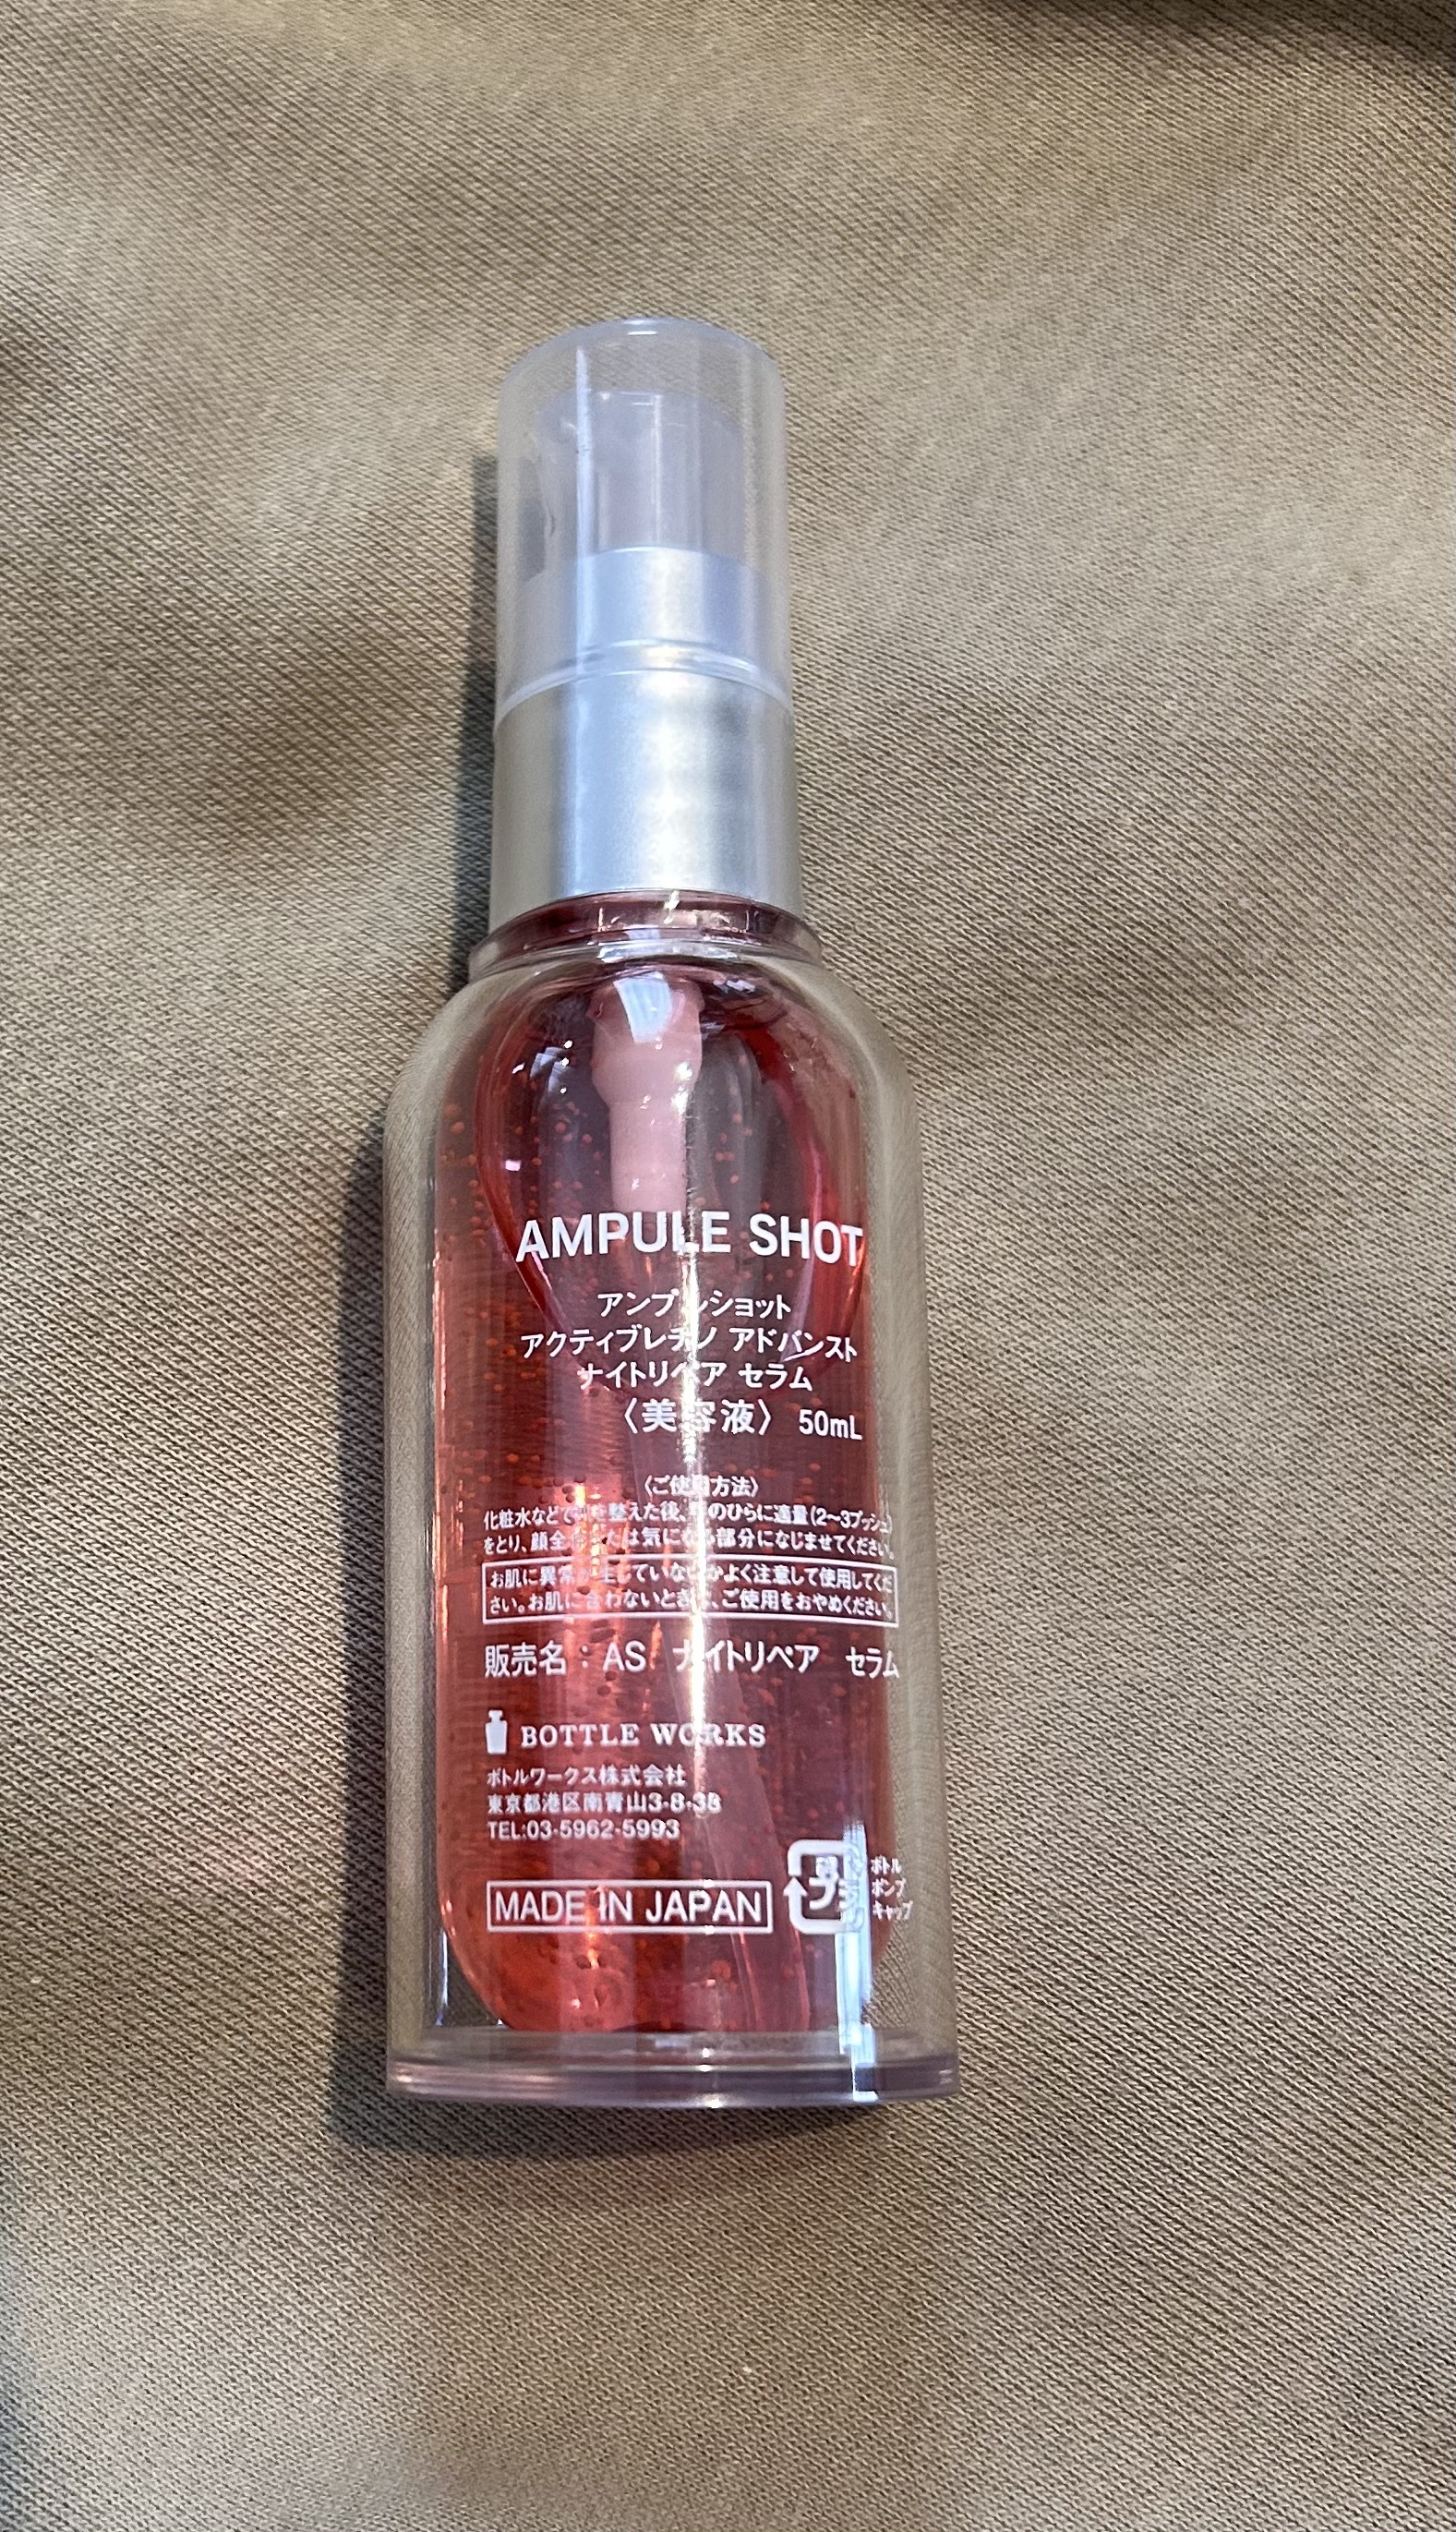 AMPULE SHOT
アンプルショット
アクティブレチノ アドバンスト
ナイトリペア セラム
〈美容液〉 50mL
〈ご使用方法〉
化粧水などで肌を整えた後、手のひらに適量(2〜3プッシュ)
をとり、顔全体または気になる部分になじませてください。
お肌に異常が生じていないかよく注意して使用してくだ
さい。お肌に合わないときは、ご使用をおやめください。
販売名：AS ナイトリペア セラム
BOTTLE WORKS
ボトルワークス株式会社
東京都港区南青山3-8-38
TEL:03-5962-5993
MADE IN JAPAN
プラ
ボトル
ポンプ
キャップ